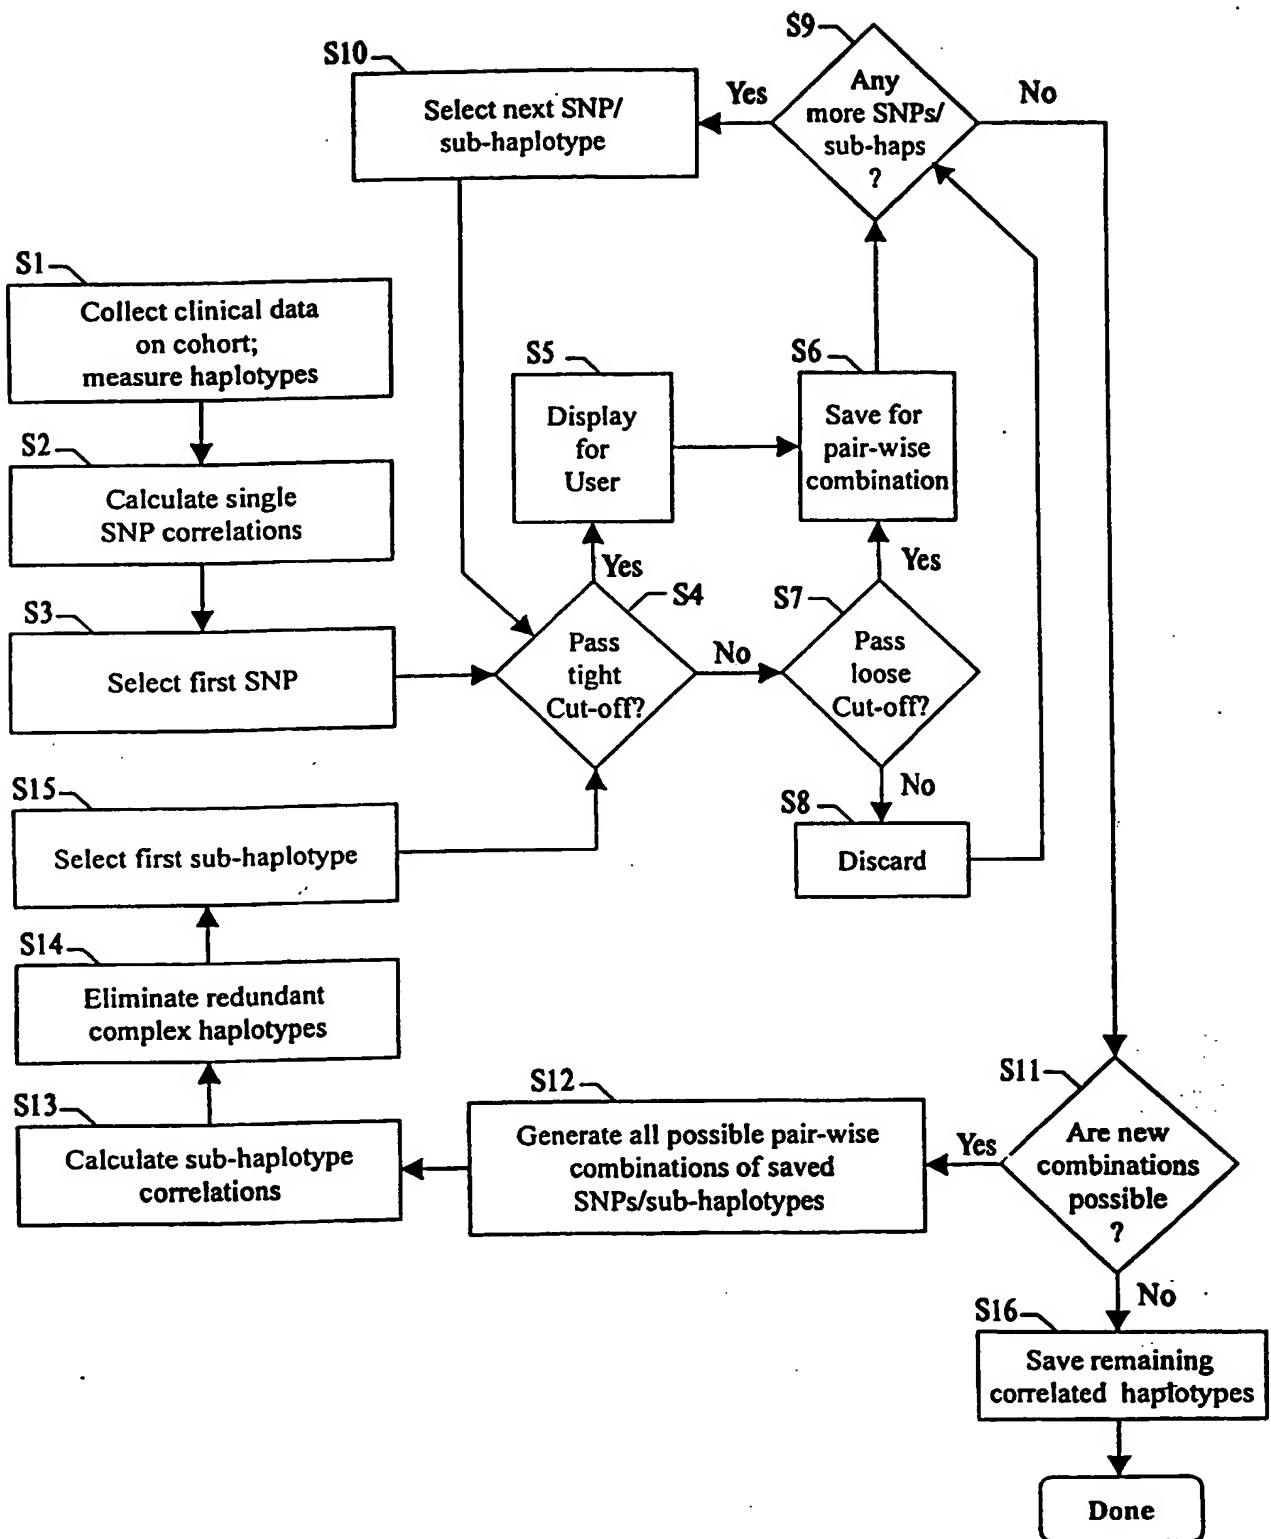 S9
S10
Any
more SNPs/
sub-haps
?
Yes
No
Select next SNP/
sub-haplotype
S1
Collect clinical data
on cohort;
measure haplotypes
S5
Display
for
User
S6
Save for
pair-wise
combination
S2
Calculate single
SNP correlations
Yes
Yes
S3
Select first SNP
S4
Pass
tight
Cut-off?
No
S7
Pass
loose
Cut-off?
No
S15
Select first sub-haplotype
S8
Discard
S14
Eliminate redundant
complex haplotypes
S13
Calculate sub-haplotype
correlations
S12
Generate all possible pair-wise
combinations of saved
SNPs/sub-haplotypes
Yes
S11
Are new
combinations
possible
?
No
S16
Save remaining
correlated haplotypes
Done